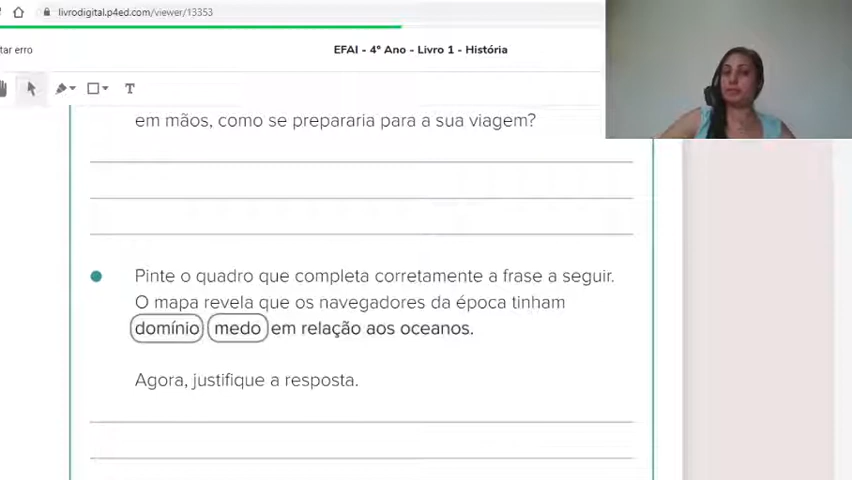 livrodigital.p4ed.com/viewer/13353
tar erro
EFAI - 4º Ano - Livro 1 - História
T
em mãos, como se prepararia para a sua viagem?
Pinte o quadro que completa corretamente a frase a seguir.
O mapa revela que os navegadores da época tinham
domínio medo em relação aos oceanos.
Agora, justifique a resposta.